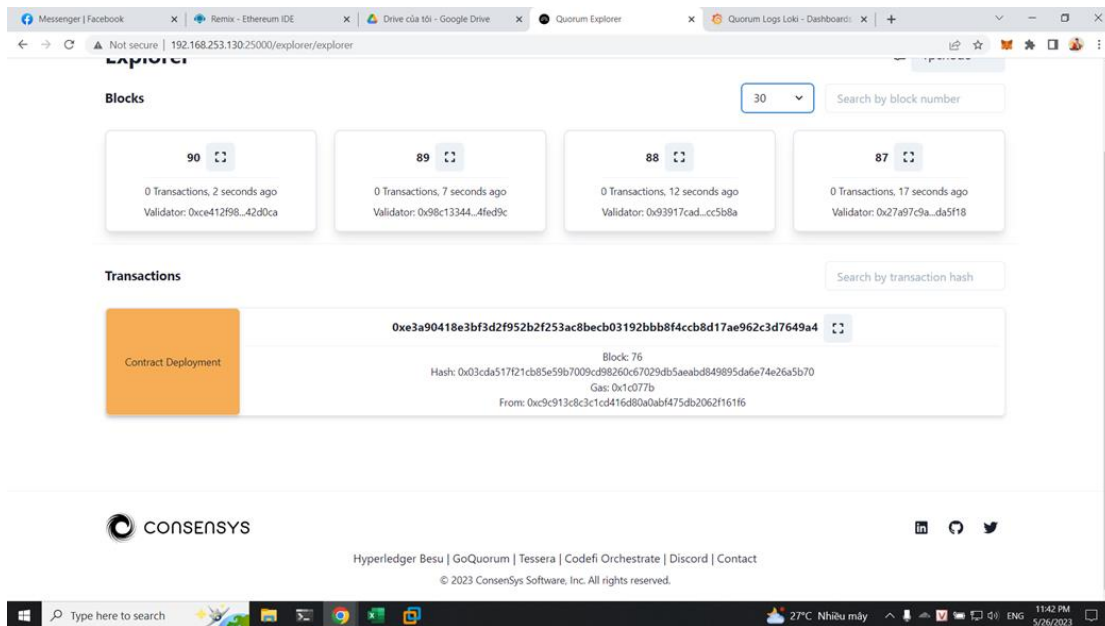 Messenger | Facebook
Remix - Ethereum IDE
Drive của tôi - Google Drive
Quorum Explorer
Quorum Logs Loki - Dashboards
Not secure | 192.168.253.130:25000/explorer/explorer
Explorer
Blocks
30
Search by block number
90
89
88
87
0 Transactions, 2 seconds ago
0 Transactions, 7 seconds ago
0 Transactions, 12 seconds ago
0 Transactions, 17 seconds ago
Validator: 0xce412f98...42d0ca
Validator: 0x98c13344...4fed9c
Validator: 0x93917cad...cc5b8a
Validator: 0x27a97c9a...da5f18
Transactions
Search by transaction hash
Contract Deployment
0xe3a90418e3bf3d2f952b2f253ac8becb03192bbb8f4ccb8d17ae962c3d7649a4
Block: 76
Hash: 0x03cda517f21cb85e59b7009cd98260c67029db5aeabd849895da6e74e26a5b70
Gas: 0x1c077b
From: 0xc9c913c8c3c1cd416d80a0abf475db2062f161f6
CONSENSYS
Hyperledger Besu | GoQuorum | Tessera | Codefi Orchestrate | Discord | Contact
© 2023 ConsenSys Software, Inc. All rights reserved.
Type here to search
27°C Nhiều mây
ENG
11:42 PM
5/26/2023